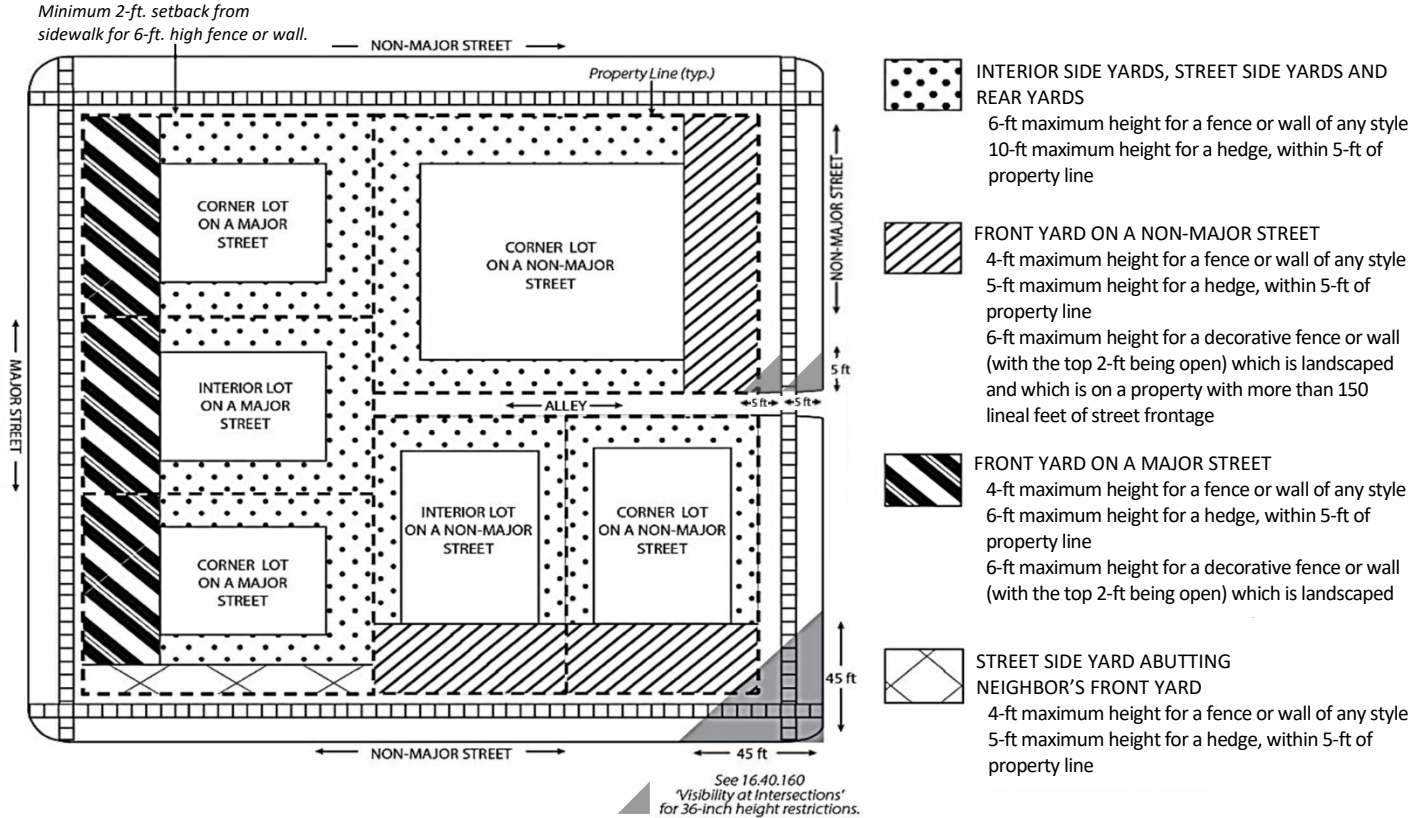 Minimum 2-ft. setback from
sidewalk for 6-ft. high fence or wall.
NON-MAJOR STREET
Property Line (typ.)
CORNER LOT
ON A MAJOR
STREET
CORNER LOT
ON A NON-MAJOR
STREET
NON-MAJOR STREET
MAJOR STREET
INTERIOR LOT
ON A MAJOR
STREET
5 ft
5 ft
5 ft
ALLEY
CORNER LOT
ON A MAJOR
STREET
INTERIOR LOT
ON A NON-MAJOR
STREET
CORNER LOT
ON A NON-MAJOR
STREET
45 ft
NON-MAJOR STREET
45 ft
See 16.40.160
'Visibility at Intersections'
for 36-inch height restrictions.
INTERIOR SIDE YARDS, STREET SIDE YARDS AND
REAR YARDS
6-ft maximum height for a fence or wall of any style
10-ft maximum height for a hedge, within 5-ft of
property line
FRONT YARD ON A NON-MAJOR STREET
4-ft maximum height for a fence or wall of any style
5-ft maximum height for a hedge, within 5-ft of
property line
6-ft maximum height for a decorative fence or wall
(with the top 2-ft being open) which is landscaped
and which is on a property with more than 150
lineal feet of street frontage
FRONT YARD ON A MAJOR STREET
4-ft maximum height for a fence or wall of any style
6-ft maximum height for a hedge, within 5-ft of
property line
6-ft maximum height for a decorative fence or wall
(with the top 2-ft being open) which is landscaped
STREET SIDE YARD ABUTTING
NEIGHBOR'S FRONT YARD
4-ft maximum height for a fence or wall of any style
5-ft maximum height for a hedge, within 5-ft of
property line